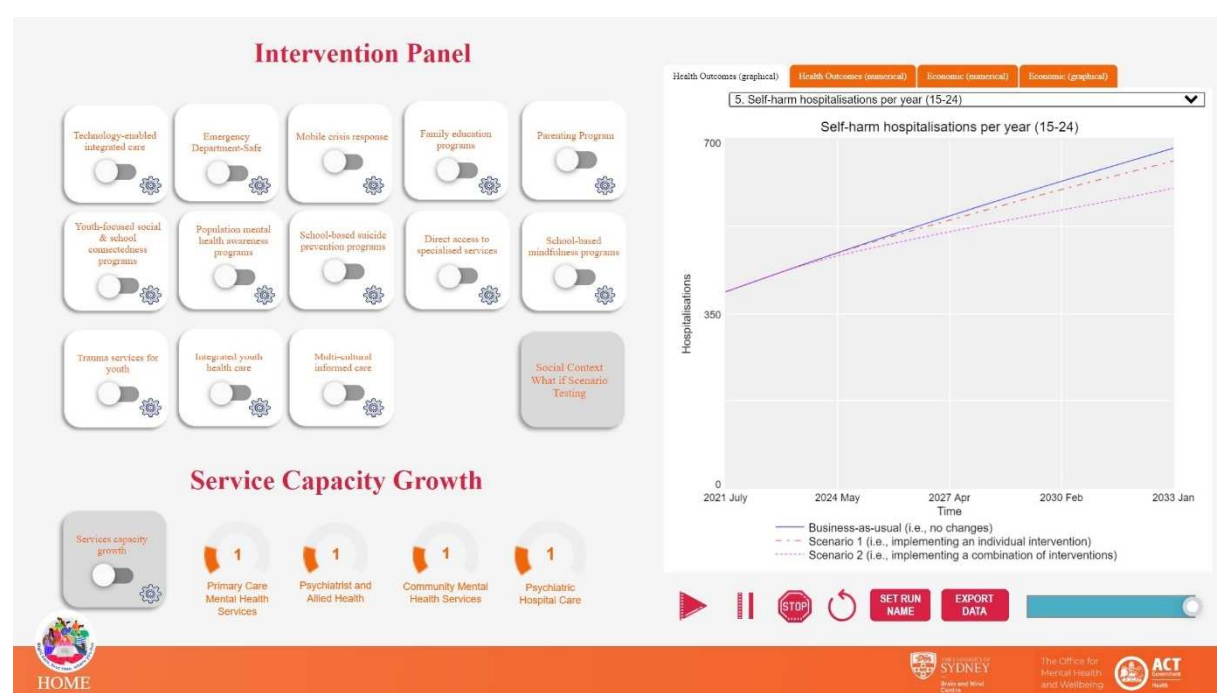 Intervention Panel
Technology-enabled
integrated care
Emergency
Department-Safe
Mobile crisis response
Family education
programs
Parenting Program
Youth-focused social
& school
connectedness
programs
Population mental
health awareness
programs
School-based suicide
prevention programs
Direct access to
specialised services
School-based
mindfulness programs
Trauma services for
youth
Integrated youth
health care
Multi-cultural
informed care
Social Context
What if Scenario
Testing
Service Capacity Growth
Services capacity
growth
1
Primary Care
Mental Health
Services
1
Psychiatrist and
Allied Health
1
Community Mental
Health Services
1
Psychiatric
Hospital Care
Health Outcomes (graphical)
Health Outcomes (numerical)
Economic (numerical)
Economic (graphical)
5. Self-harm hospitalisations per year (15-24)
Self-harm hospitalisations per year (15-24)
700
350
0
Hospitalisations
2021 July
2024 May
2027 Apr
2030 Feb
2033 Jan
Time
Business-as-usual (i.e., no changes)
Scenario 1 (i.e., implementing an individual intervention)
Scenario 2 (i.e., implementing a combination of interventions)
STOP
SET RUN
NAME
EXPORT
DATA
HOME
SYDNEY
Brain and Mind
Centre
The Office for
Mental Health
and Wellbeing
ACT
Government
Health